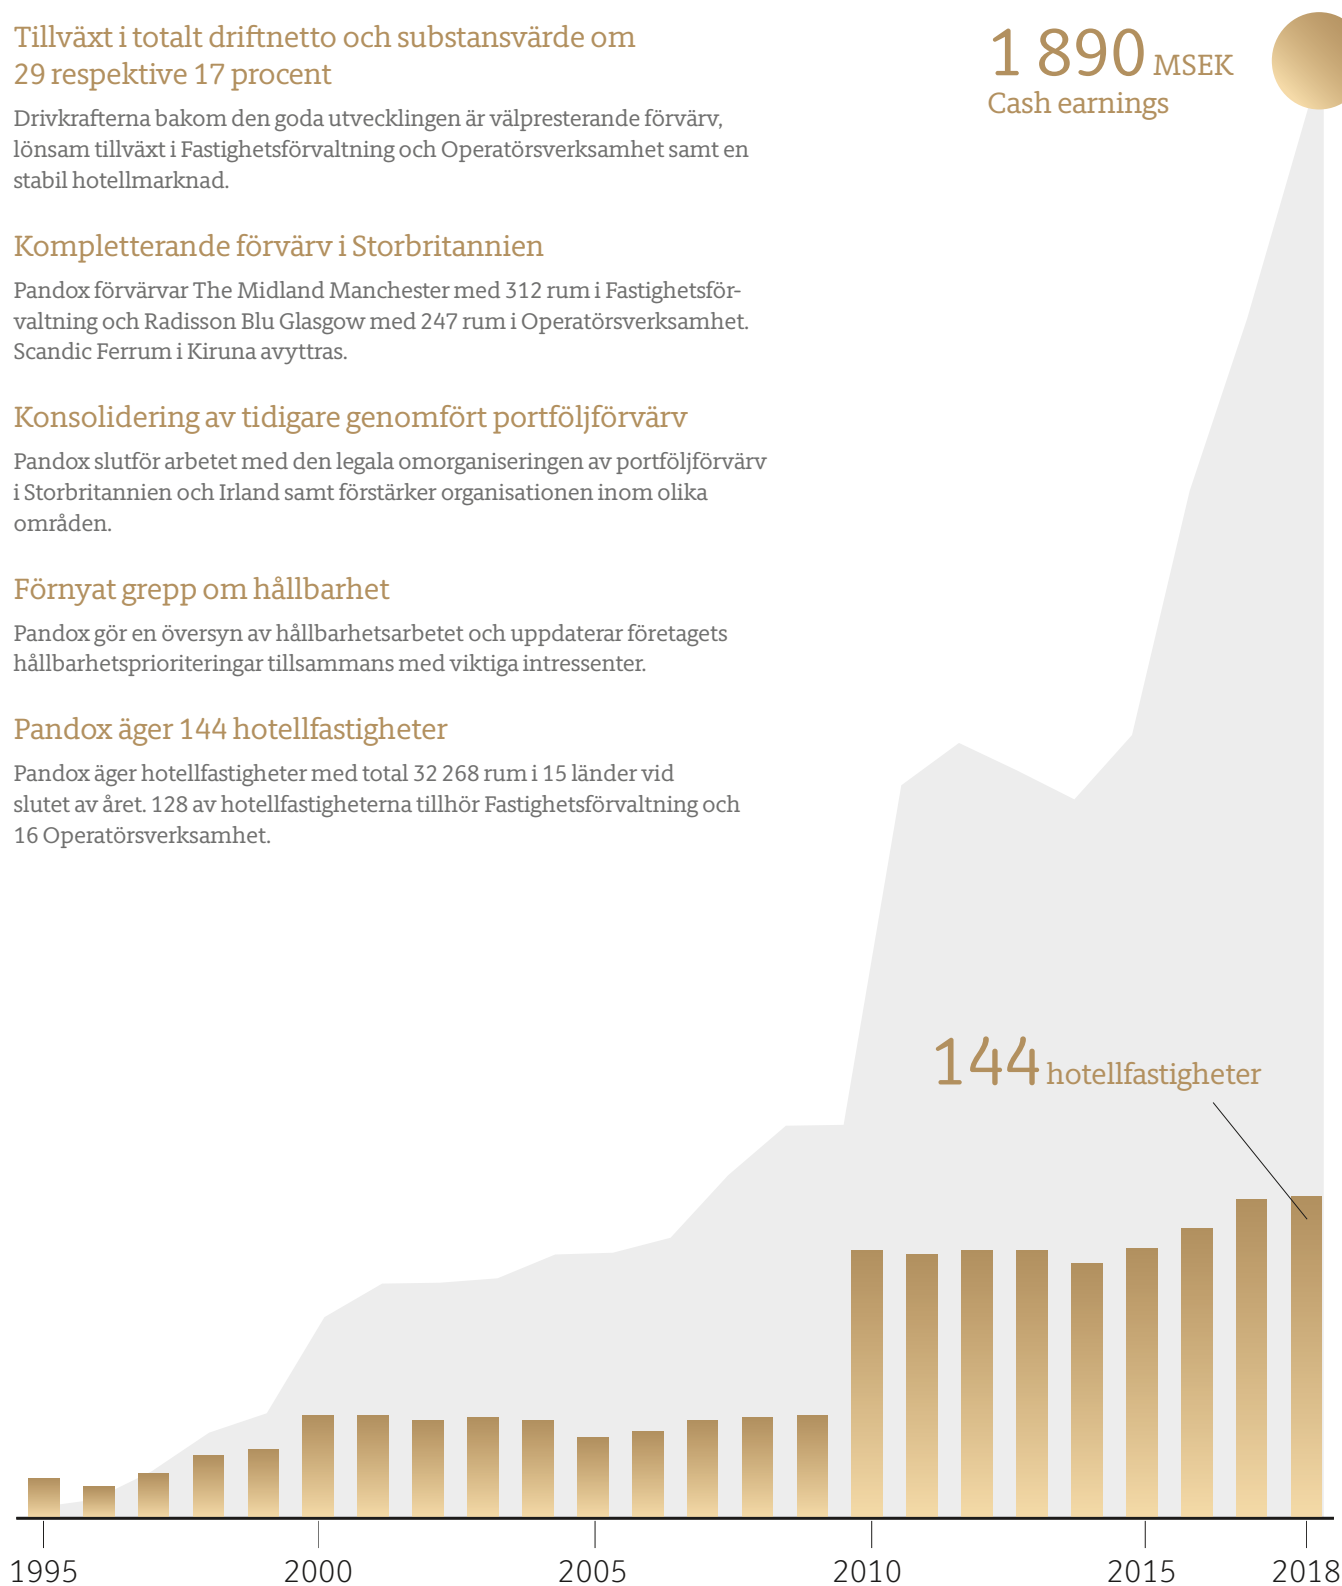 Tillväxt i totalt driftnetto och substansvärde om
29 respektive 17 procent
Drivkrafterna bakom den goda utvecklingen är välpresterande förvärv,
lönsam tillväxt i Fastighetsförvaltning och Operatörsverksamhet samt en
stabil hotellmarknad.
Kompletterande förvärv i Storbritannien
Pandox förvärvar The Midland Manchester med 312 rum i Fastighetsför-
valtning och Radisson Blu Glasgow med 247 rum i Operatörsverksamhet.
Scandic Ferrum i Kiruna avyttras.
Konsolidering av tidigare genomfört portföljförvärv
Pandox slutför arbetet med den legala omorganiseringen av portföljförvärv
i Storbritannien och Irland samt förstärker organisationen inom olika
områden.
Förnyat grepp om hållbarhet
Pandox gör en översyn av hållbarhetsarbetet och uppdaterar företagets
hållbarhetsprioriteringar tillsammans med viktiga intressenter.
Pandox äger 144 hotellfastigheter
Pandox äger hotellfastigheter med total 32 268 rum i 15 länder vid
slutet av året. 128 av hotellfastigheterna tillhör Fastighetsförvaltning och
16 Operatörsverksamhet.
1 890 MSEK
Cash earnings
144 hotellfastigheter
1995 2000 2005 2010 2015 2018